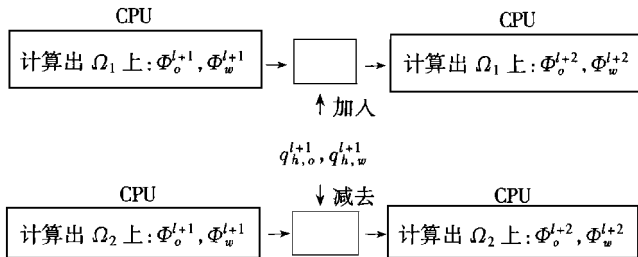 CPU CPU
计算出 Ω₁ 上:Φₒˡ⁺¹,Φ_wˡ⁺¹ → → 计算出 Ω₁ 上:Φₒˡ⁺²,Φ_wˡ⁺²
↑ 加入
q_{h,o}^{l+1},q_{h,w}^{l+1}
CPU ↓ 减去 CPU
计算出 Ω₂ 上:Φₒˡ⁺¹,Φ_wˡ⁺¹ → → 计算出 Ω₂ 上:Φₒˡ⁺²,Φ_wˡ⁺²